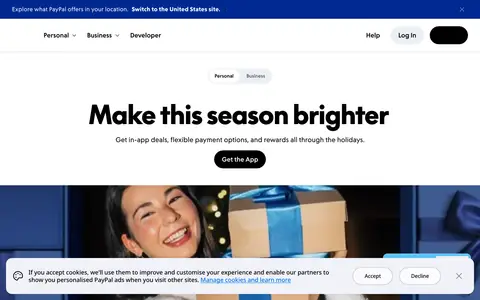 Explore what PayPal offers in your location. Switch to the United States site.
Personal Business Developer Help Log In
Personal Business
Make this season brighter
Get in-app deals, flexible payment options, and rewards all through the holidays.
Get the App
If you accept cookies, we'll use them to improve and customise your experience and enable our partners to
show you personalised PayPal ads when you visit other sites. Manage cookies and learn more
Accept
Decline